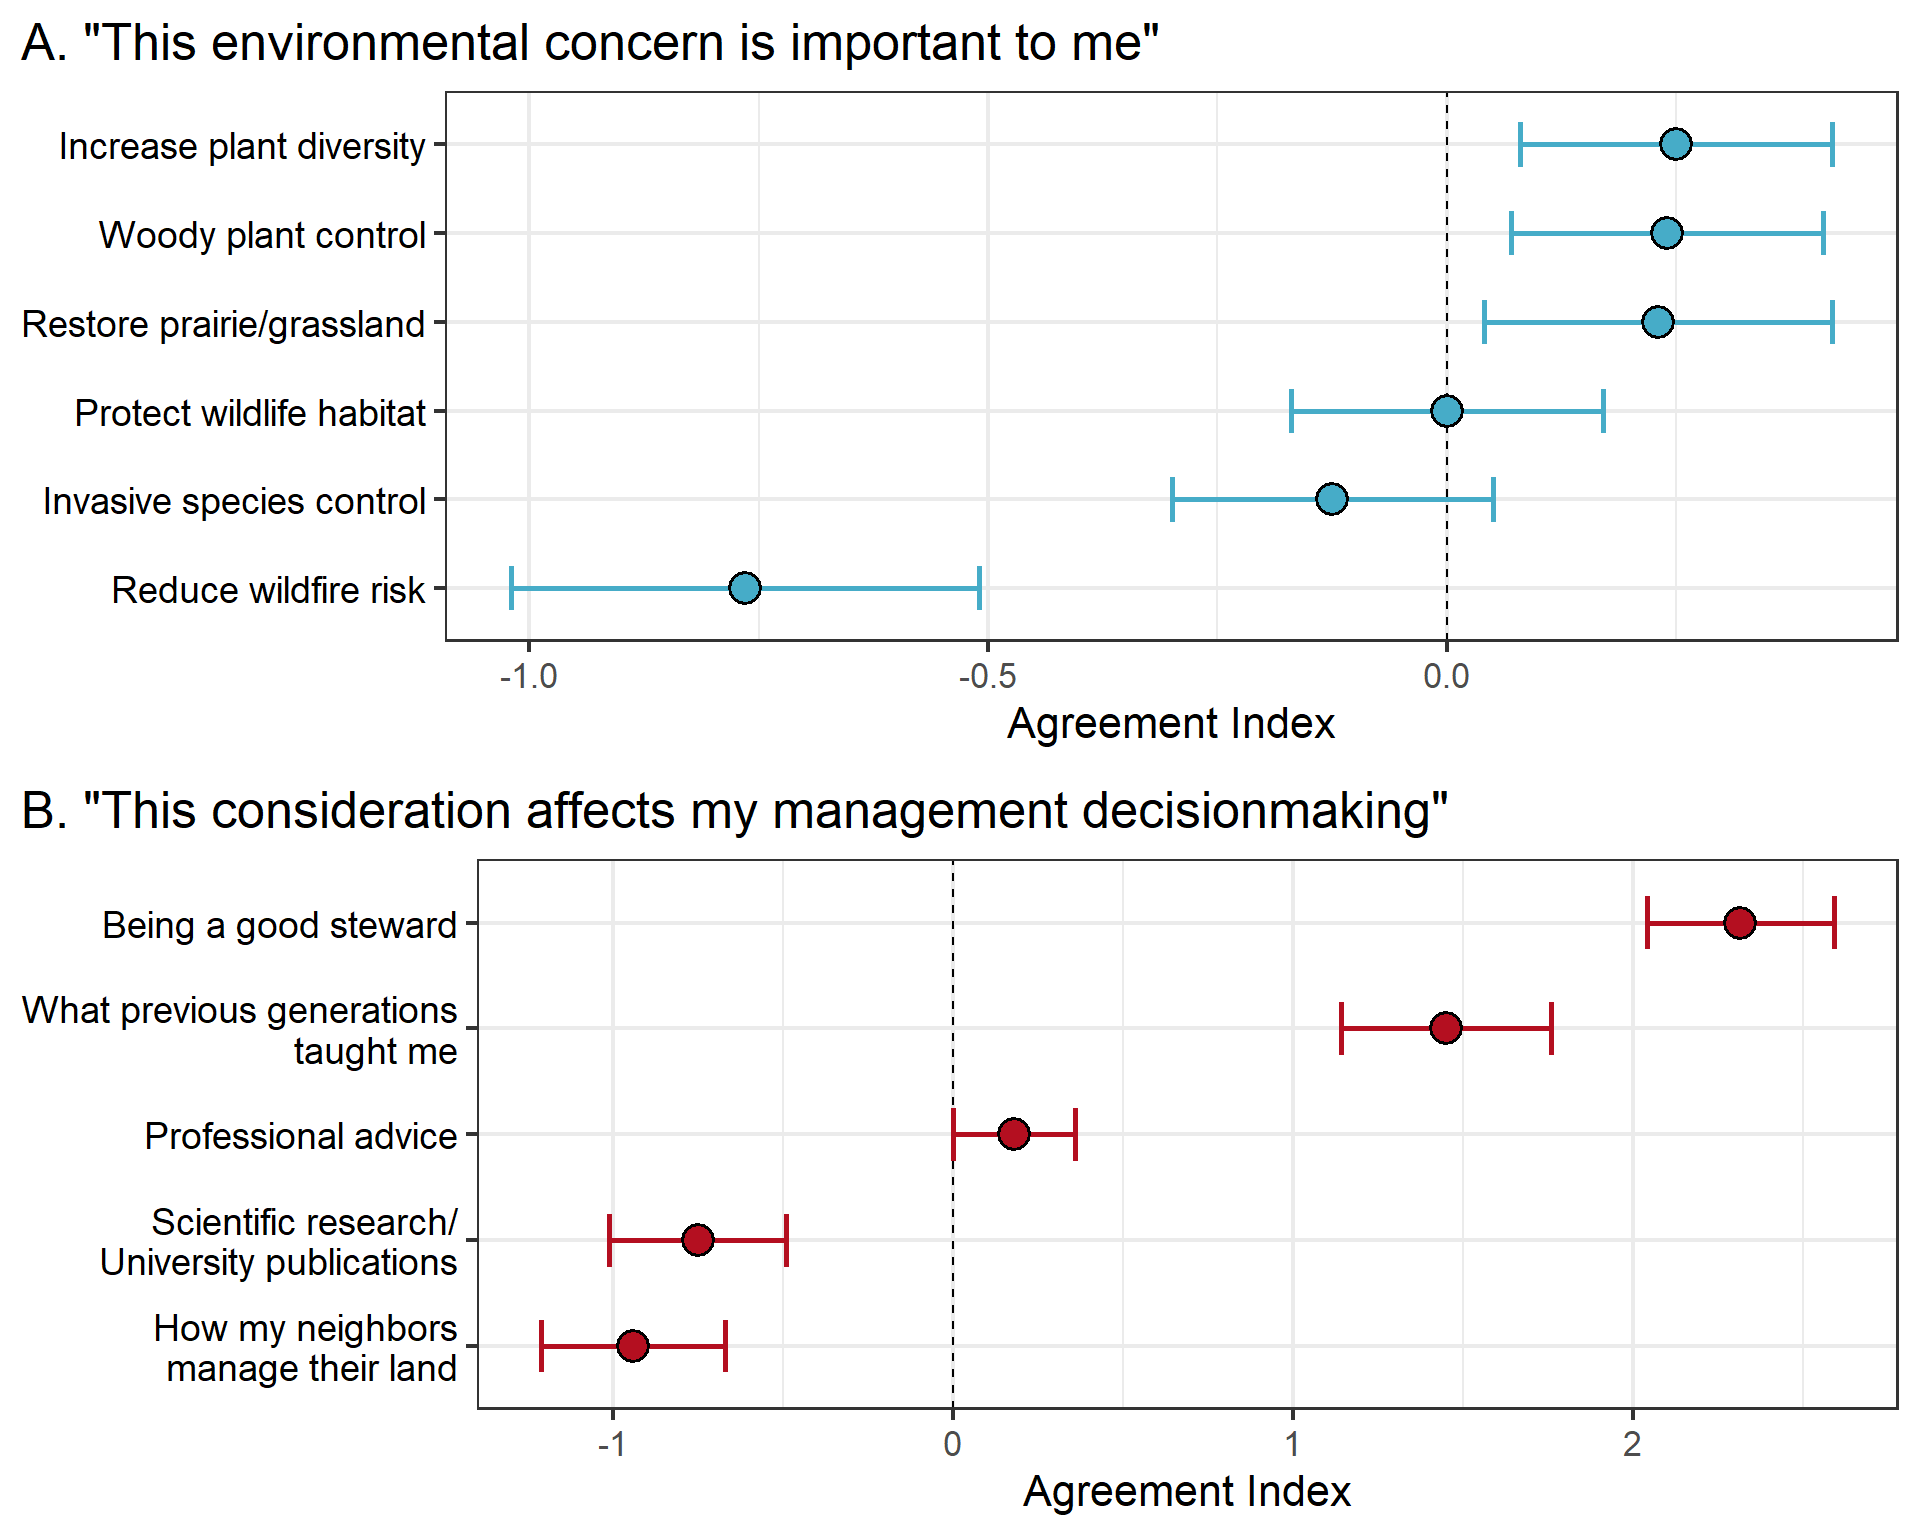 A. "This environmental concern is important to me"
Increase plant diversity
Woody plant control
Restore prairie/grassland
Protect wildlife habitat
Invasive species control
Reduce wildfire risk
-1.0 -0.5 0.0
Agreement Index
B. "This consideration affects my management decisionmaking"
Being a good steward
What previous generations
taught me
Professional advice
Scientific research/
University publications
How my neighbors
manage their land
-1 0 1 2
Agreement Index